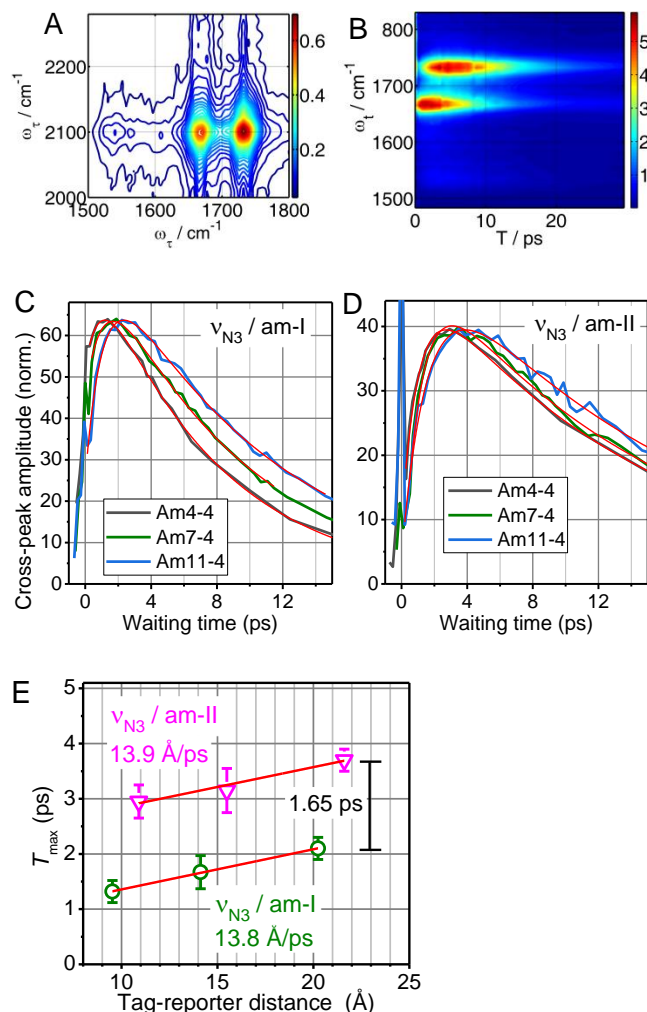 A
ω_τ / cm⁻¹
2200
2100
2000
1500 1600 1700 1800
ω_τ / cm⁻¹
0.6
0.4
0.2
B
ω_t / cm⁻¹
1800
1700
1600
1500
0 10 20
T / ps
5
4
3
2
1
C
Cross-peak amplitude (norm.)
60
50
40
30
20
10
0
ν_N3 / am-I
Am4-4
Am7-4
Am11-4
0 4 8 12
Waiting time (ps)
D
40
30
20
10
0
ν_N3 / am-II
Am4-4
Am7-4
Am11-4
0 4 8 12
Waiting time (ps)
E
T_max (ps)
5
4
3
2
1
0
ν_N3 / am-II
13.9 Å/ps
1.65 ps
ν_N3 / am-I
13.8 Å/ps
10 15 20 25
Tag-reporter distance (Å)